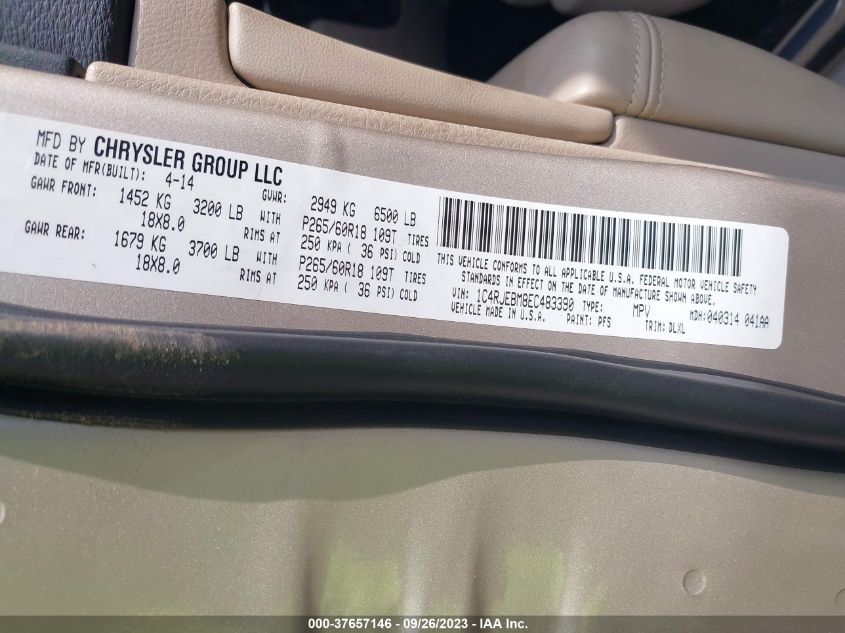 MFD BY CHRYSLER GROUP LLC
DATE OF MFR(BUILT): 4-14 GVWR: 2949 KG 6500 LB
GAWR FRONT: 1452 KG 3200 LB WITH P265/60R18 109T TIRES
18X8.0 RIMS AT 250 KPA ( 36 PSI) COLD
GAWR REAR: 1679 KG 3700 LB WITH P265/60R18 109T TIRES
18X8.0 RIMS AT 250 KPA ( 36 PSI) COLD
THIS VEHICLE CONFORMS TO ALL APPLICABLE U.S.A. FEDERAL MOTOR VEHICLE SAFETY
STANDARDS IN EFFECT ON THE DATE OF MANUFACTURE SHOWN ABOVE.
VIN: 1C4RJEBM8EC483390 TYPE: MPV MDH:040314 041AA
VEHICLE MADE IN U.S.A. PAINT: PFS TRIM: DLXL
000-37657146 - 09/26/2023 - IAA Inc.